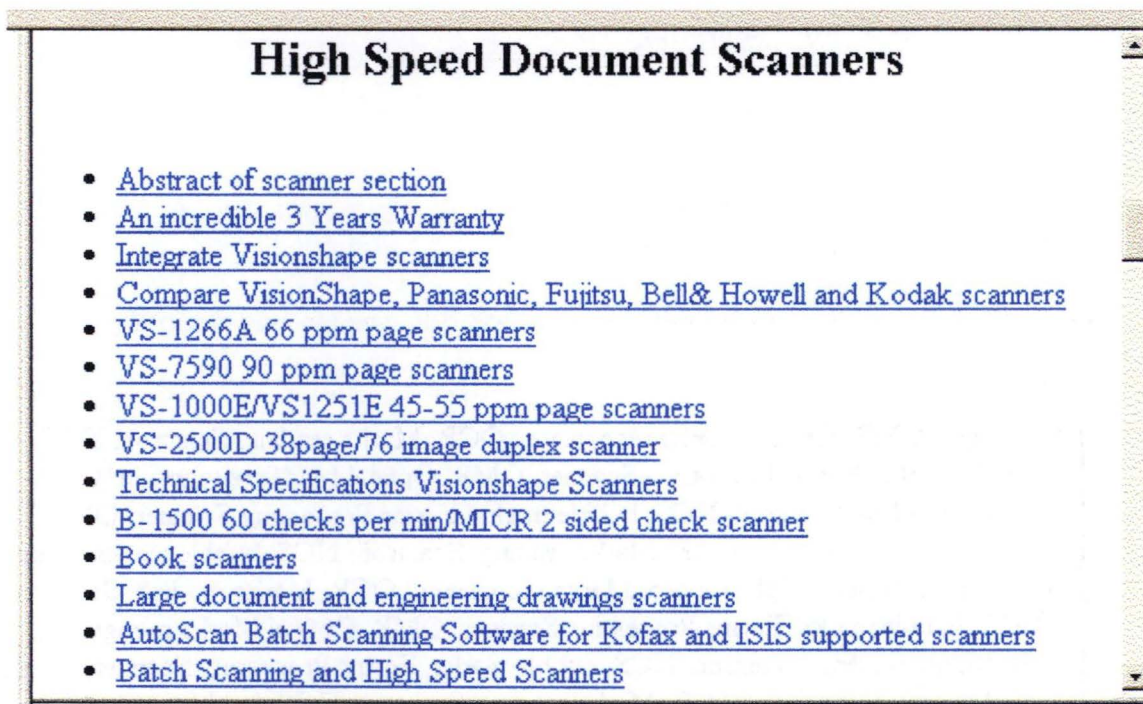 High Speed Document Scanners
• Abstract of scanner section
• An incredible 3 Years Warranty
• Integrate Visionshape scanners
• Compare VisionShape, Panasonic, Fujitsu, Bell& Howell and Kodak scanners
• VS-1266A 66 ppm page scanners
• VS-7590 90 ppm page scanners
• VS-1000E/VS1251E 45-55 ppm page scanners
• VS-2500D 38page/76 image duplex scanner
• Technical Specifications Visionshape Scanners
• B-1500 60 checks per min/MICR 2 sided check scanner
• Book scanners
• Large document and engineering drawings scanners
• AutoScan Batch Scanning Software for Kofax and ISIS supported scanners
• Batch Scanning and High Speed Scanners